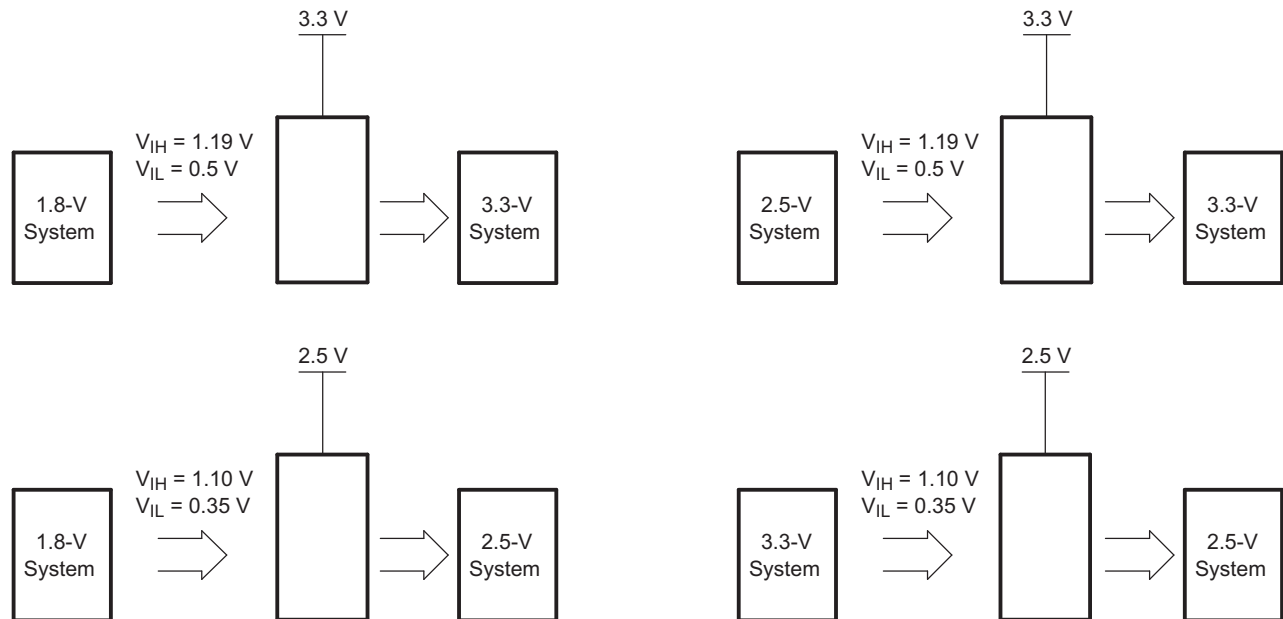 3.3 V
V_IH = 1.19 V
V_IL = 0.5 V
1.8-V
System
3.3-V
System
3.3 V
V_IH = 1.19 V
V_IL = 0.5 V
2.5-V
System
3.3-V
System
2.5 V
V_IH = 1.10 V
V_IL = 0.35 V
1.8-V
System
2.5-V
System
2.5 V
V_IH = 1.10 V
V_IL = 0.35 V
3.3-V
System
2.5-V
System